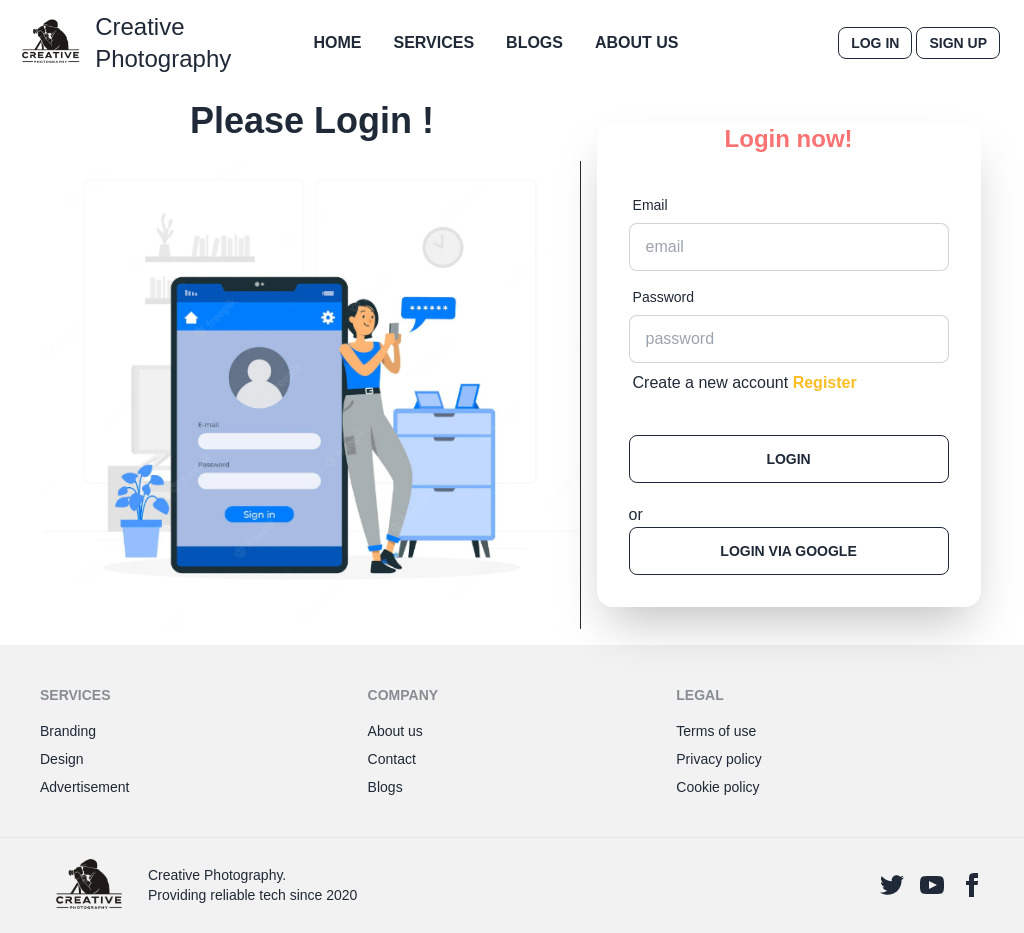 CREATIVE
PHOTOGRAPHY
Creative
Photography
HOME
SERVICES
BLOGS
ABOUT US
LOG IN
SIGN UP
Please Login !
E-mail
Password
Sign in
Login now!
Email
email
Password
password
Create a new account Register
LOGIN
or
LOGIN VIA GOOGLE
SERVICES
Branding
Design
Advertisement
COMPANY
About us
Contact
Blogs
LEGAL
Terms of use
Privacy policy
Cookie policy
CREATIVE
PHOTOGRAPHY
Creative Photography.
Providing reliable tech since 2020